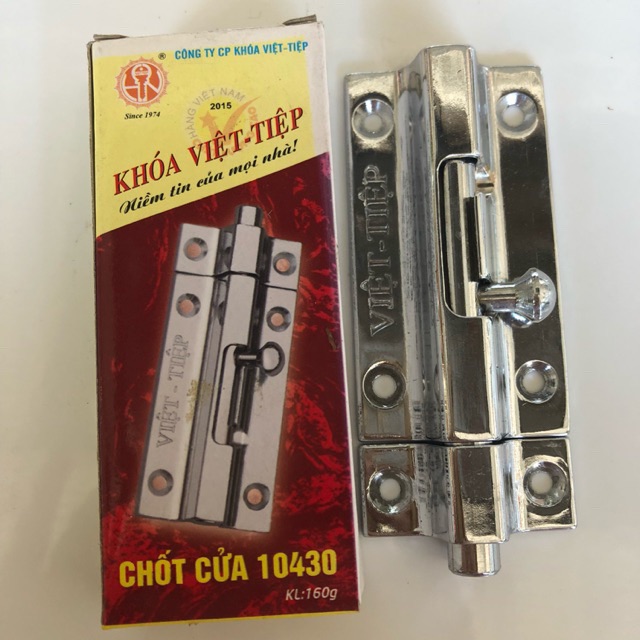 CÔNG TY CP KHÓA VIỆT-TIỆP
®
Since 1974
HÀNG VIỆT NAM
2015
KHÓA VIỆT-TIỆP
Niềm tin của mọi nhà!
VIỆT - TIỆP
CHỐT CỬA 10430
KL:160g
VIỆT-TIỆP